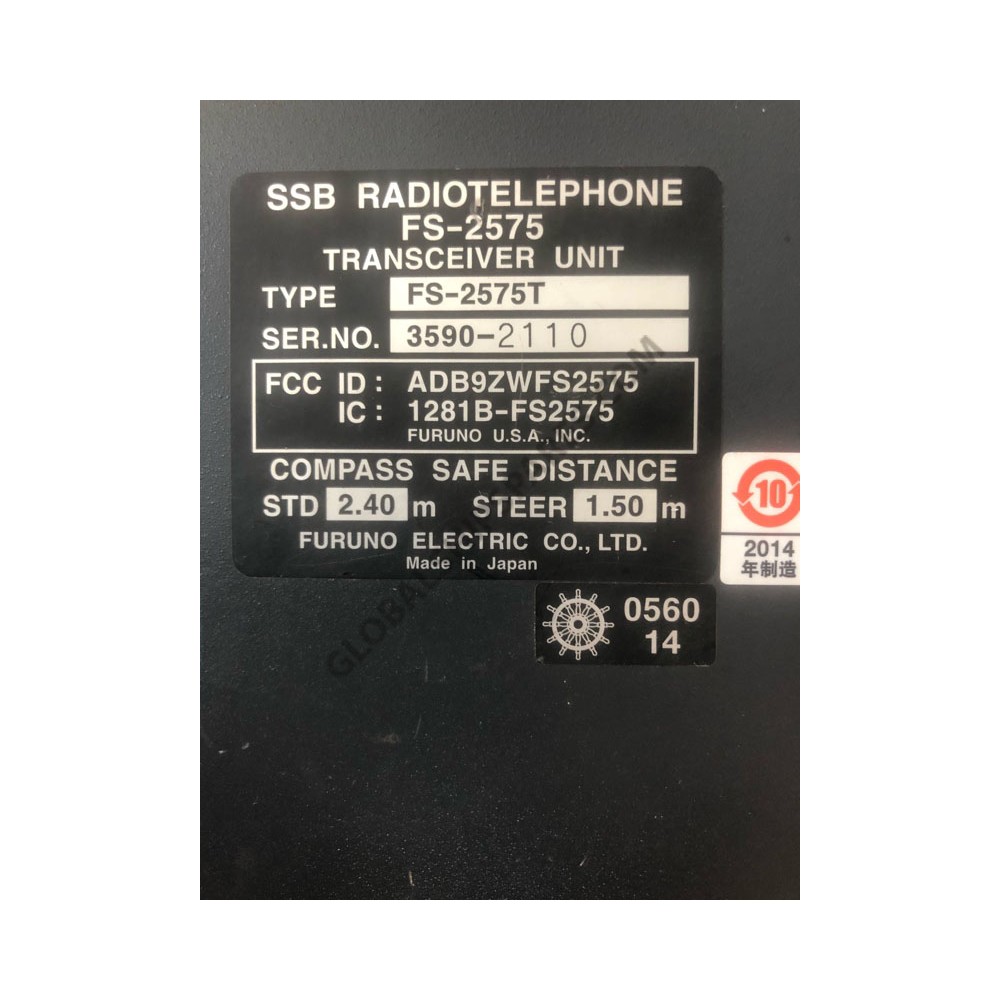 SSB RADIOTELEPHONE
FS-2575
TRANSCEIVER UNIT
TYPE FS-2575T
SER.NO. 3590-2110
FCC ID : ADB9ZWFS2575
IC : 1281B-FS2575
FURUNO U.S.A., INC.
COMPASS SAFE DISTANCE
STD 2.40 m STEER 1.50 m
FURUNO ELECTRIC CO., LTD.
Made in Japan
10
2014
年制造
0560
14